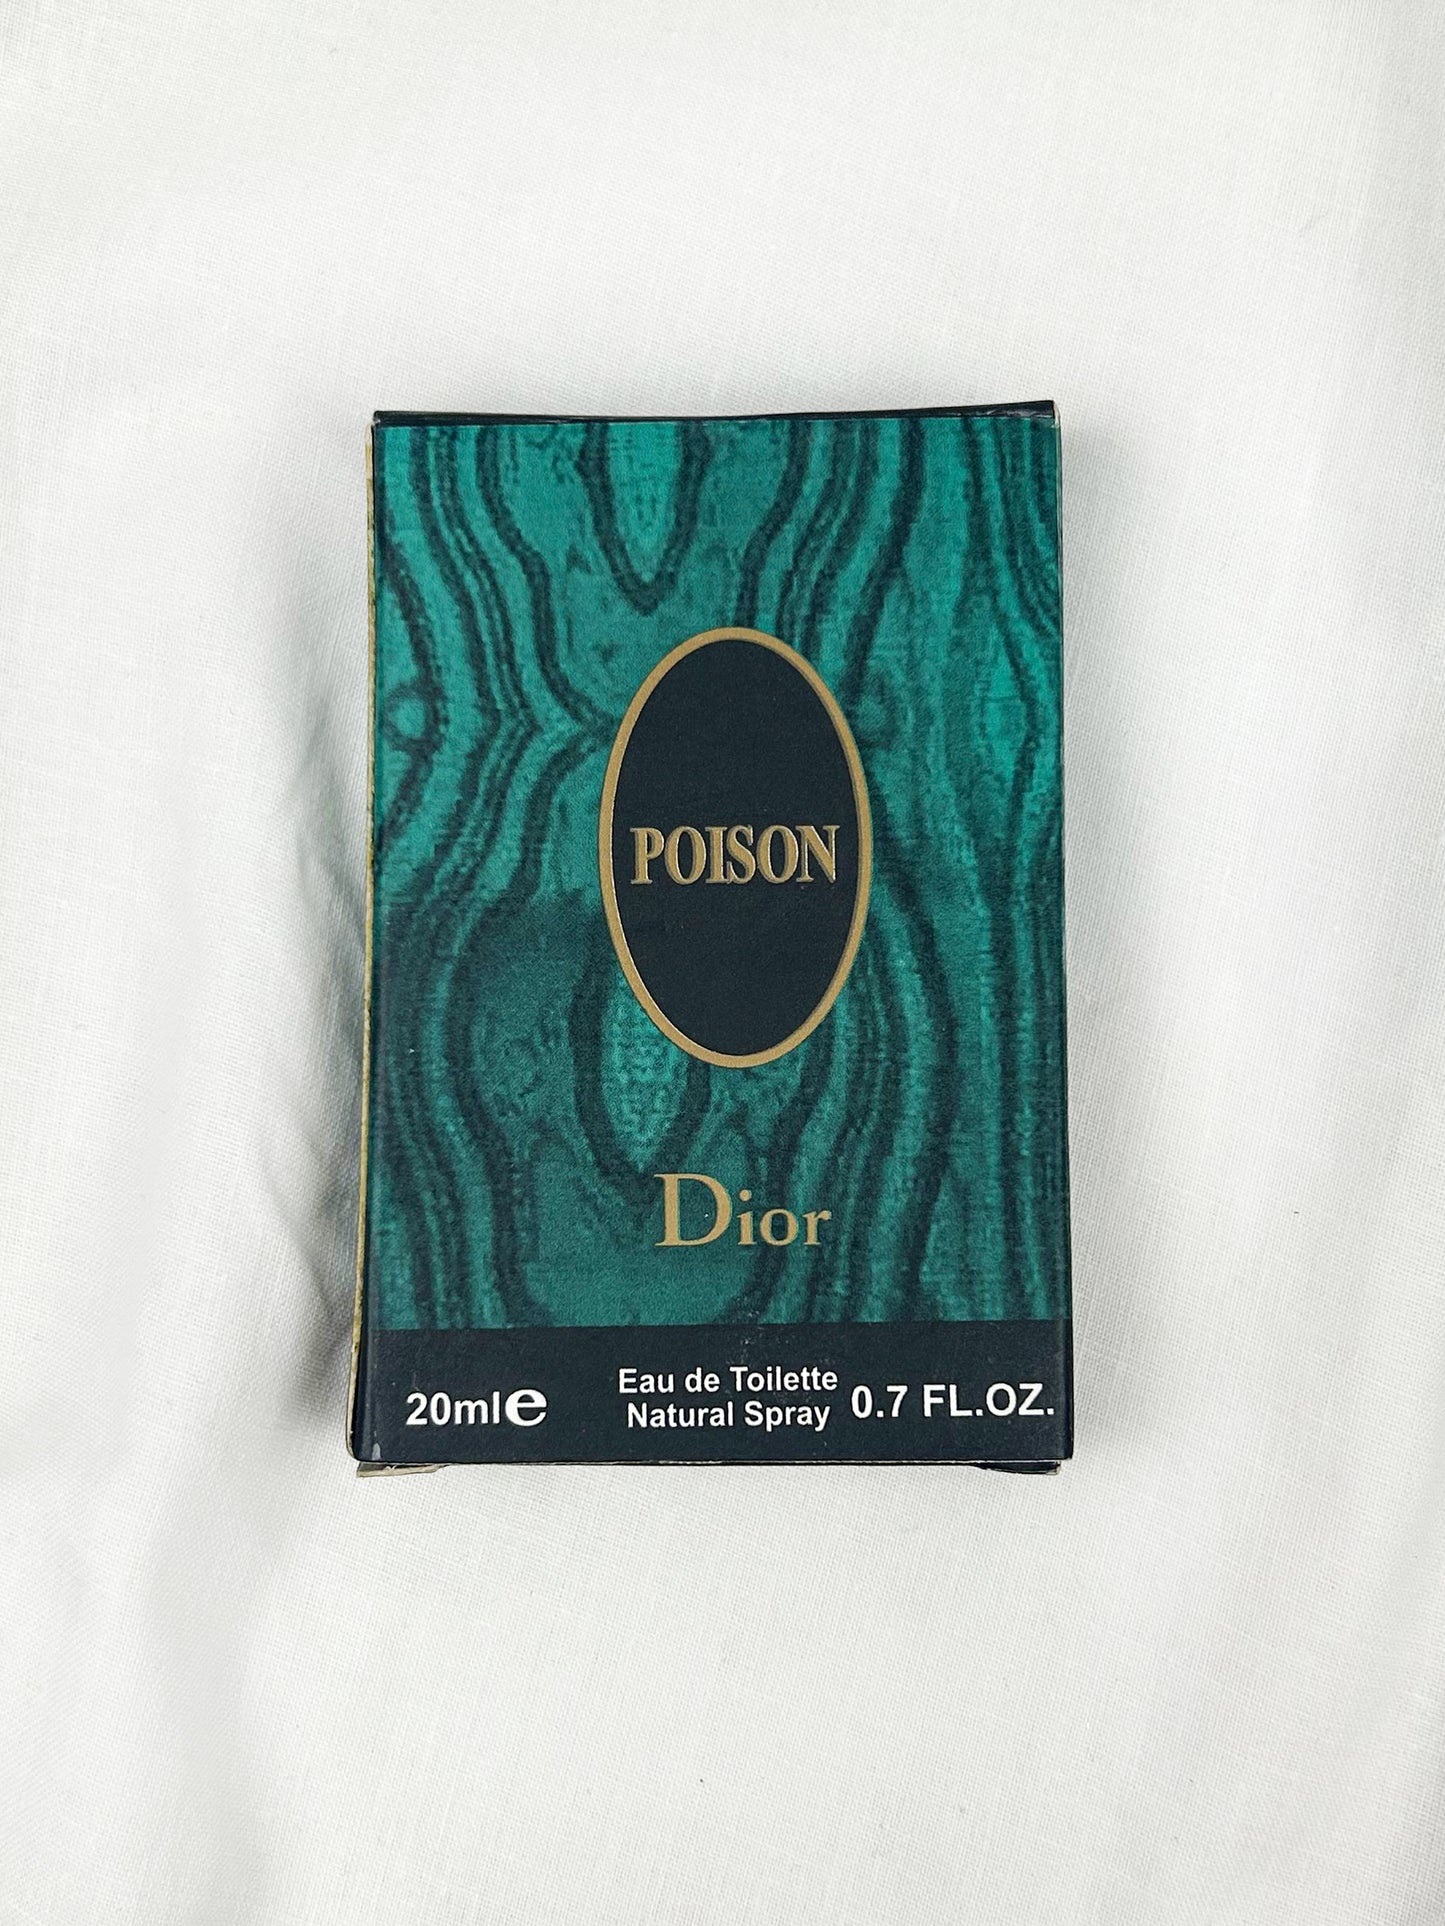 POISON
Dior
20ml℮
Eau de Toilette
Natural Spray
0.7 FL.OZ.